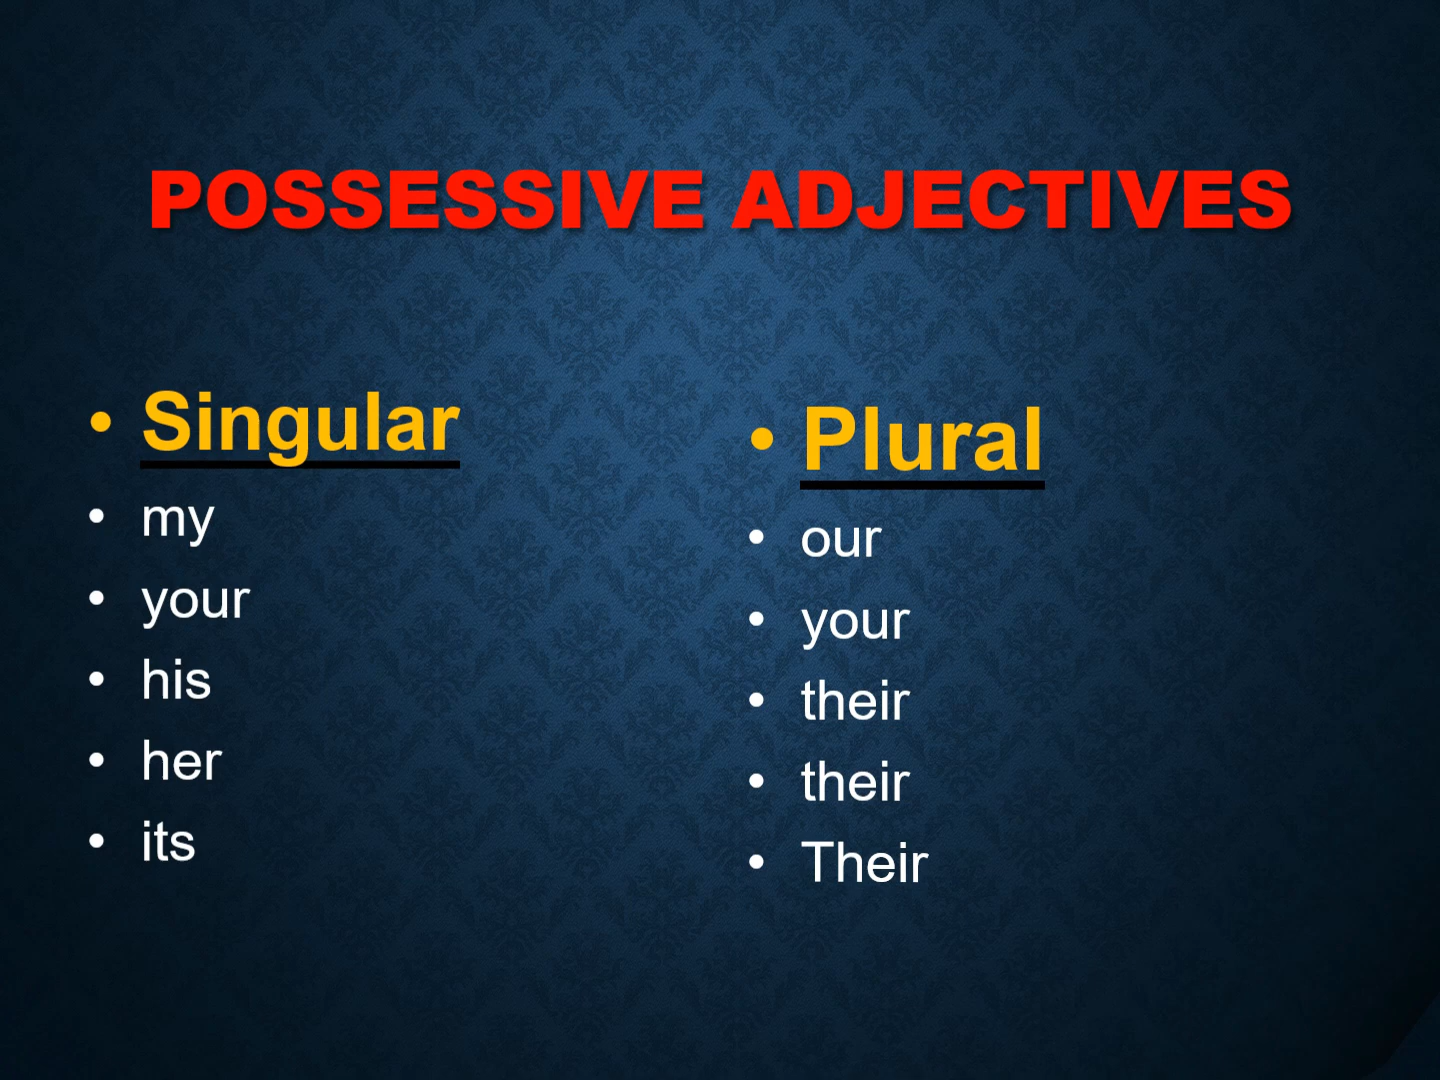 POSSESSIVE ADJECTIVES
• Singular
• my
• your
• his
• her
• its
• Plural
• our
• your
• their
• their
• Their